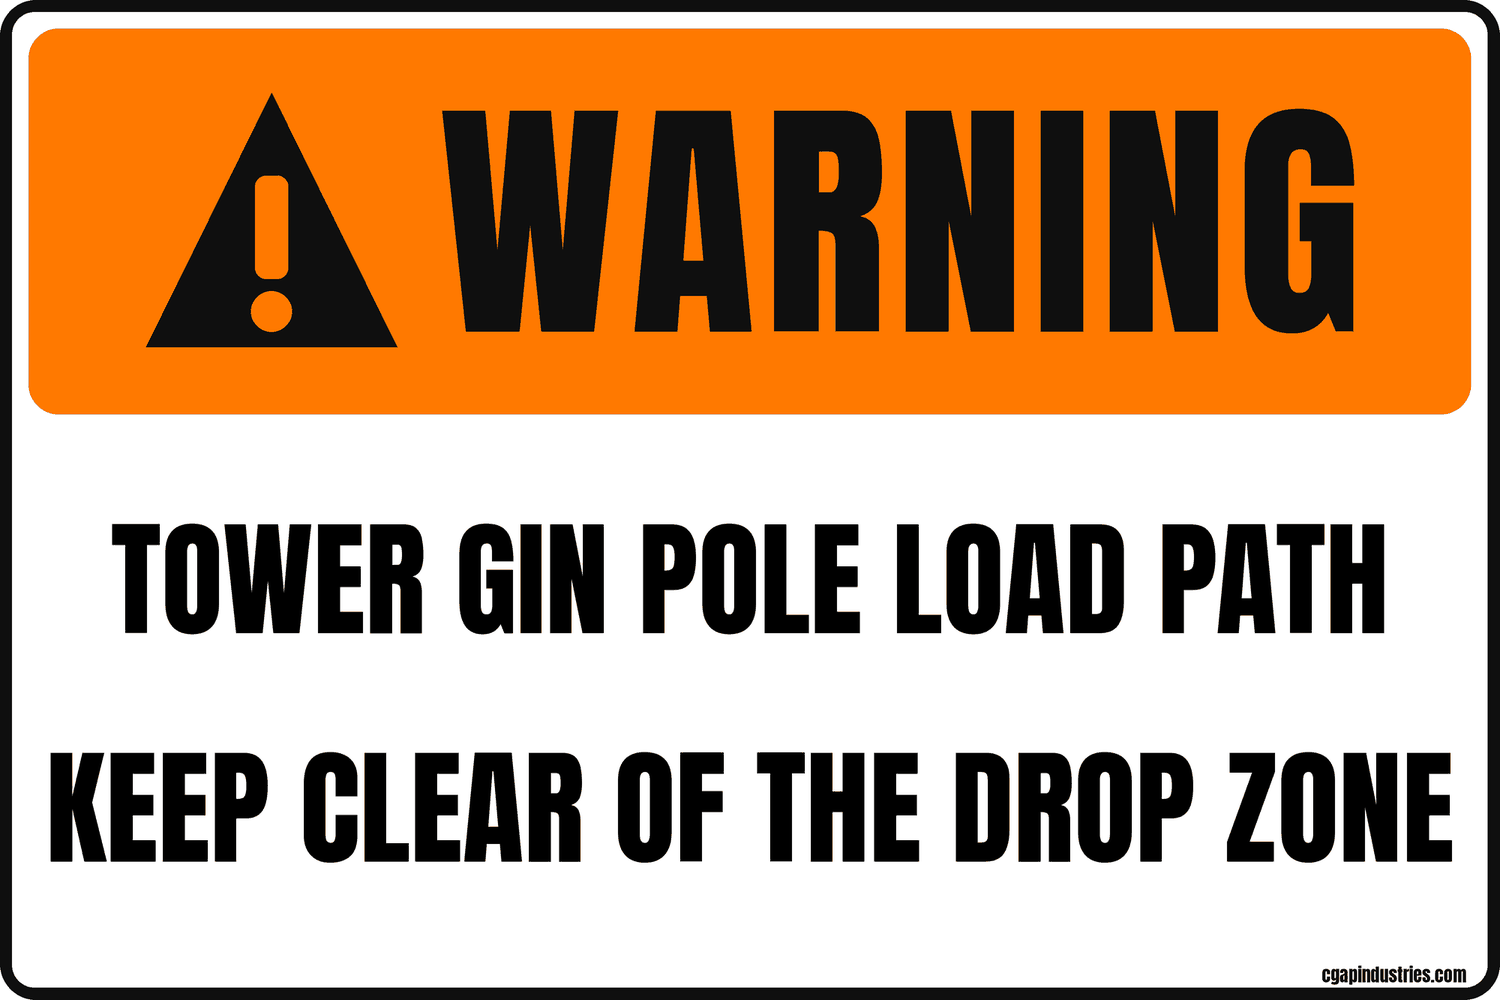 WARNING
TOWER GIN POLE LOAD PATH
KEEP CLEAR OF THE DROP ZONE
cgapindustries.com